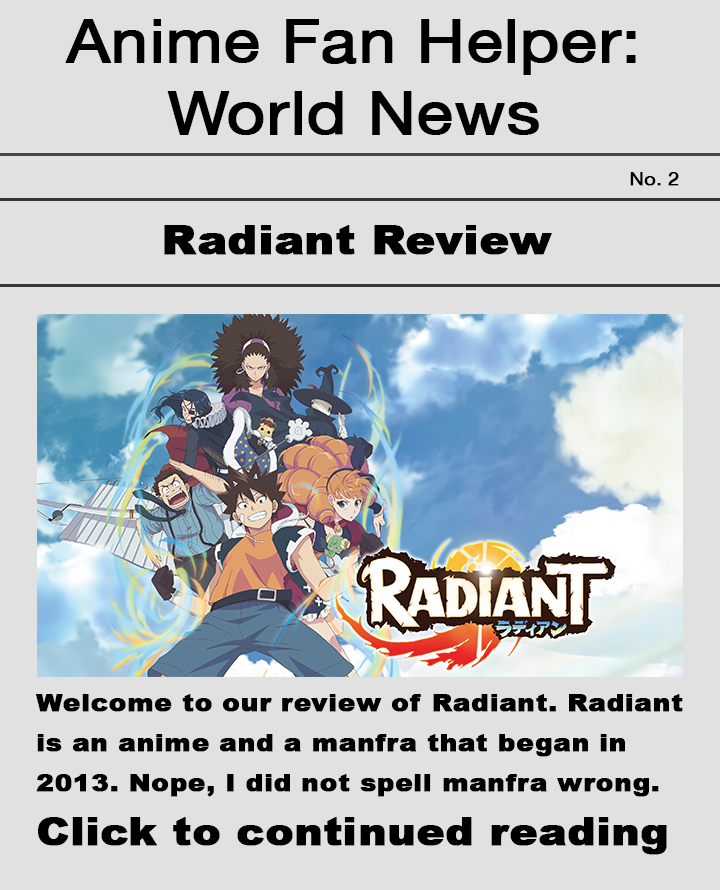 Anime Fan Helper:
World News
No. 2
Radiant Review
RADIANT
ラディアン
Welcome to our review of Radiant. Radiant
is an anime and a manfra that began in
2013. Nope, I did not spell manfra wrong.
Click to continued reading